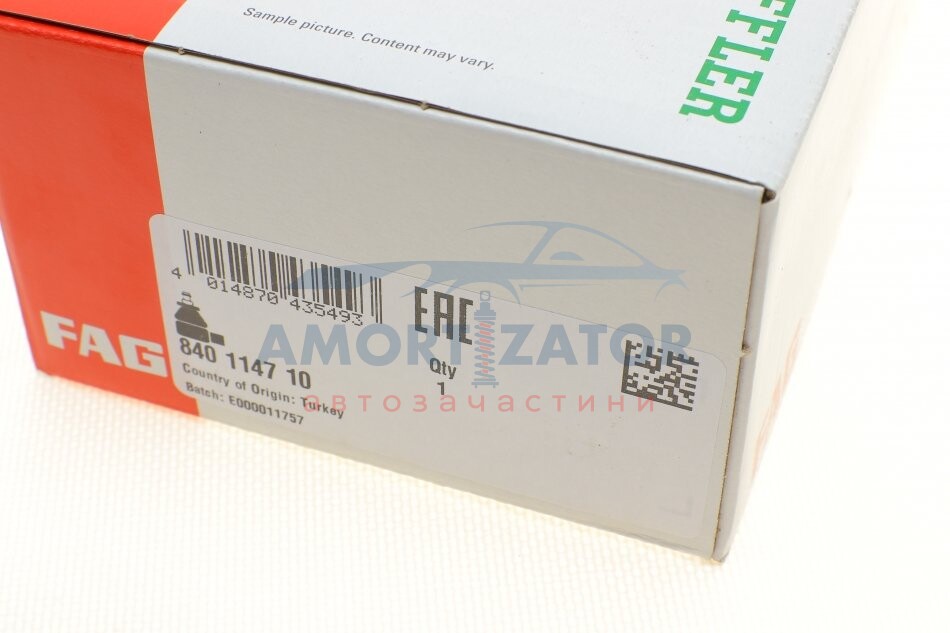 Sample picture. Content may vary.
FFLER
4 014870 435493
EAC
FAG
840 1147 10
Qty
1
Country of Origin: Turkey
Batch: E000011757
AMORTIZATOR
автозачастини